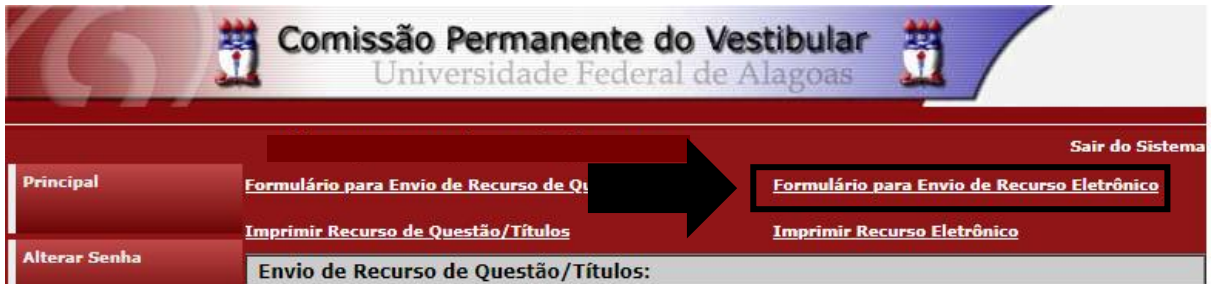 Comissão Permanente do Vestibular
Universidade Federal de Alagoas
Sair do Sistema
Principal
Formulário para Envio de Recurso de Formulário para Envio de Recurso Eletrônico
Imprimir Recurso de Questão/Títulos Imprimir Recurso Eletrônico
Alterar Senha
Envio de Recurso de Questão/Títulos: